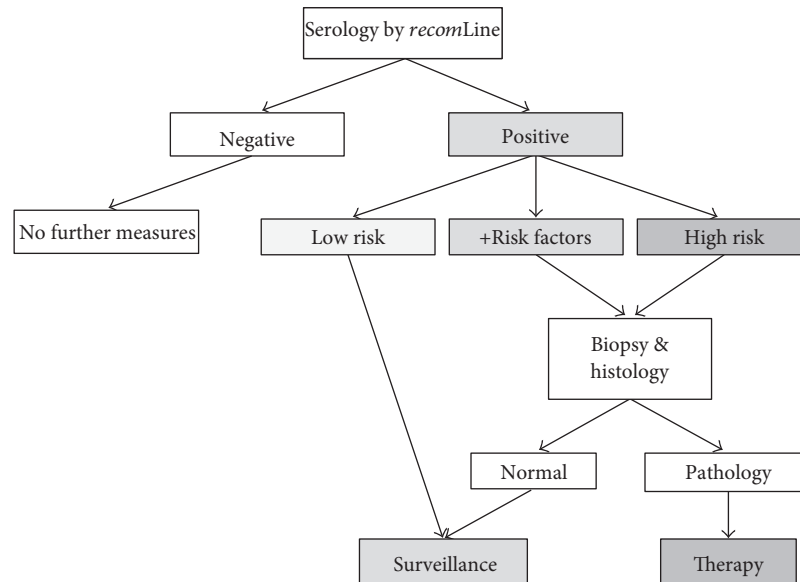 Serology by recomLine
Negative
Positive
No further measures
Low risk
+Risk factors
High risk
Biopsy &
histology
Normal
Pathology
Surveillance
Therapy